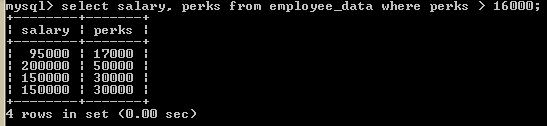 mysql> select salary, perks from employee_data where perks > 16000;
+--------+-------+
| salary | perks |
+--------+-------+
|  95000 | 17000 |
| 200000 | 50000 |
| 150000 | 30000 |
| 150000 | 30000 |
+--------+-------+
4 rows in set (0.00 sec)